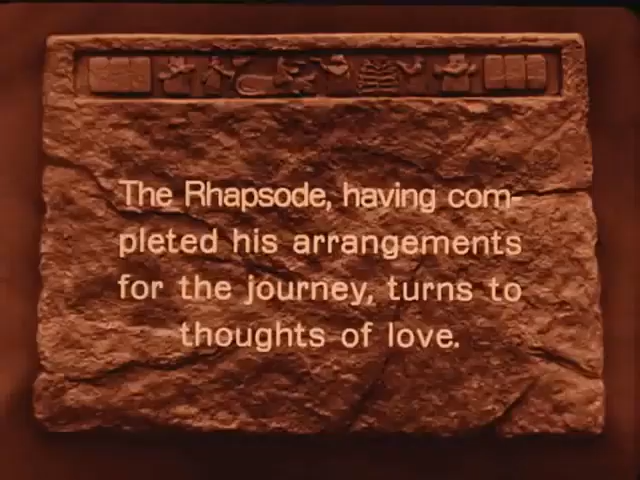 The Rhapsode, having com-
pleted his arrangements
for the journey, turns to
thoughts of love.